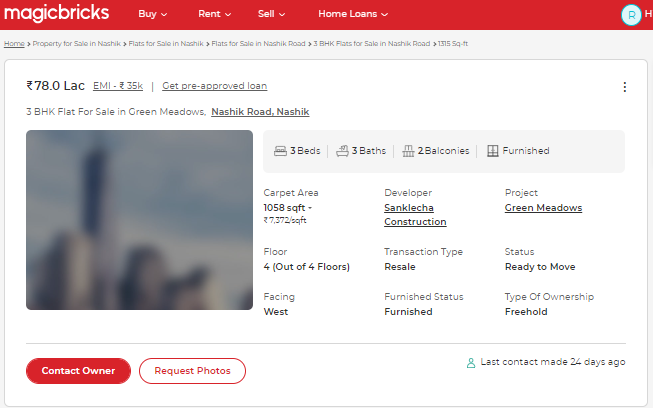 magicbricks Buy Rent Sell Home Loans R H
Home > Property for Sale in Nashik > Flats for Sale in Nashik > Flats for Sale in Nashik Road > 3 BHK Flats for Sale in Nashik Road > 1315 Sq-ft
₹78.0 Lac EMI - ₹ 35k | Get pre-approved loan
3 BHK Flat For Sale in Green Meadows, Nashik Road, Nashik
3 Beds 3 Baths 2 Balconies Furnished
Carpet Area Developer Project
1058 sqft Sanklecha Green Meadows
₹ 7,372/sqft Construction
Floor Transaction Type Status
4 (Out of 4 Floors) Resale Ready to Move
Facing Furnished Status Type Of Ownership
West Furnished Freehold
Contact Owner Request Photos Last contact made 24 days ago